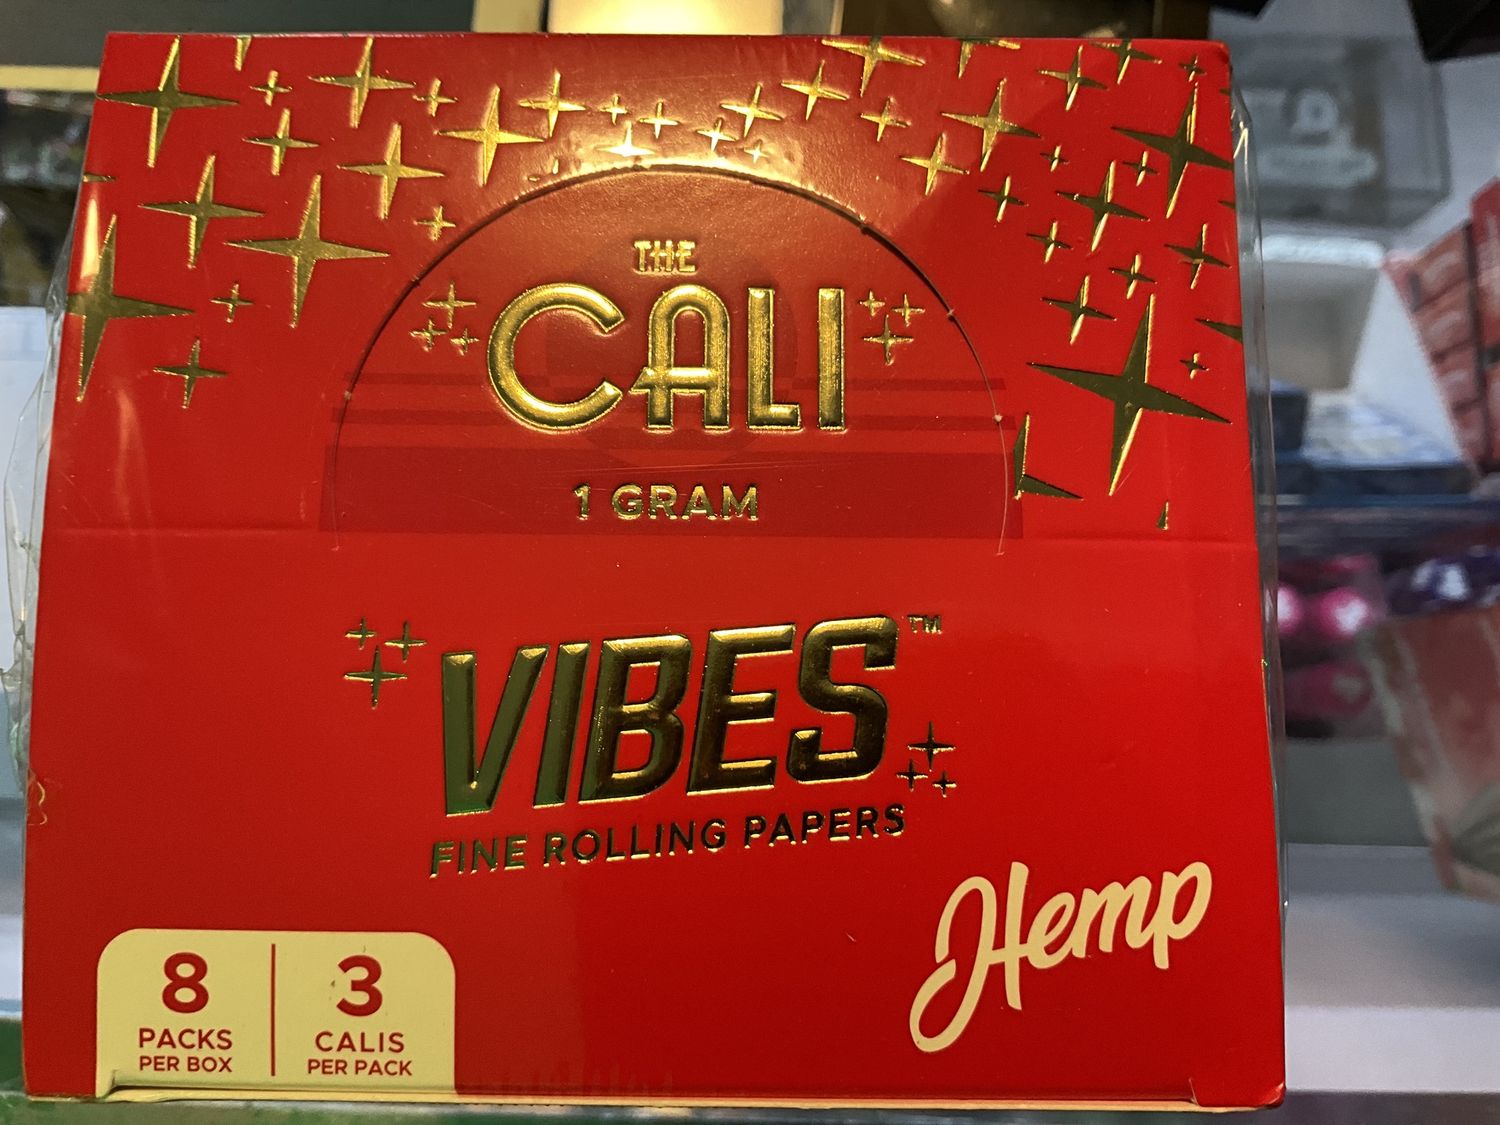 THE
CALI
1 GRAM
VIBES™
FINE ROLLING PAPERS
Hemp
8
PACKS
PER BOX
3
CALIS
PER PACK